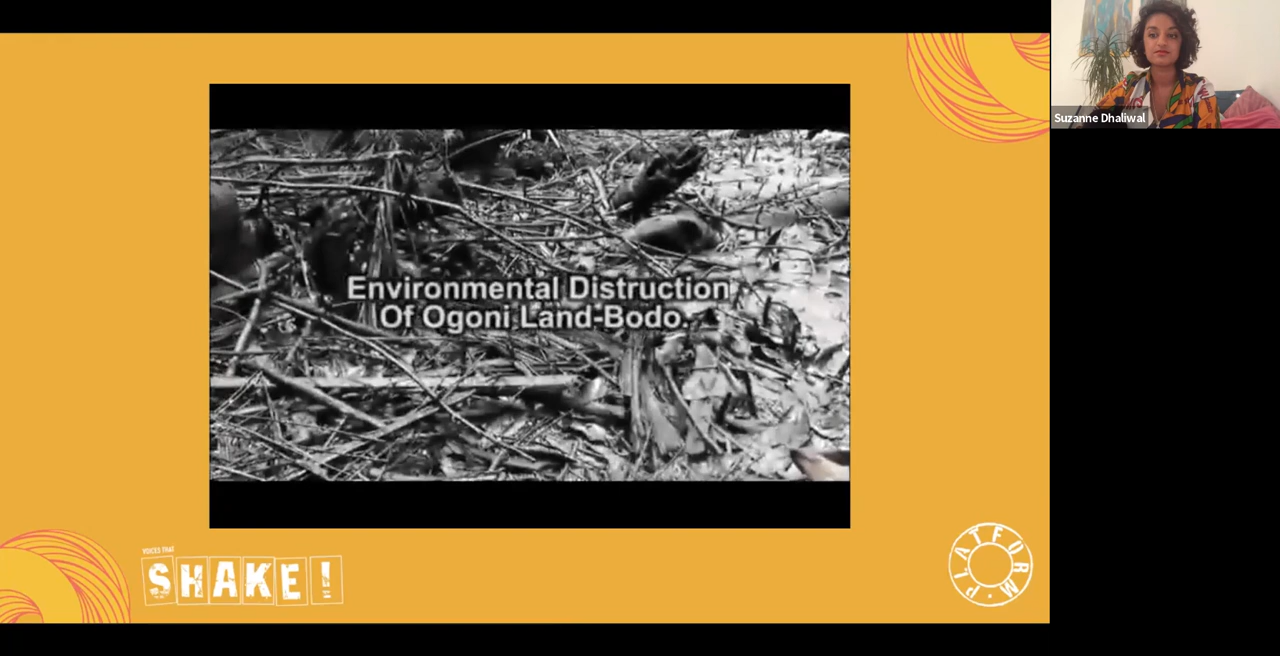 Suzanne Dhaliwal
Environmental Distruction
Of Ogoni Land-Bodo.
VOICES THAT
SHAKE!
PLATFORM